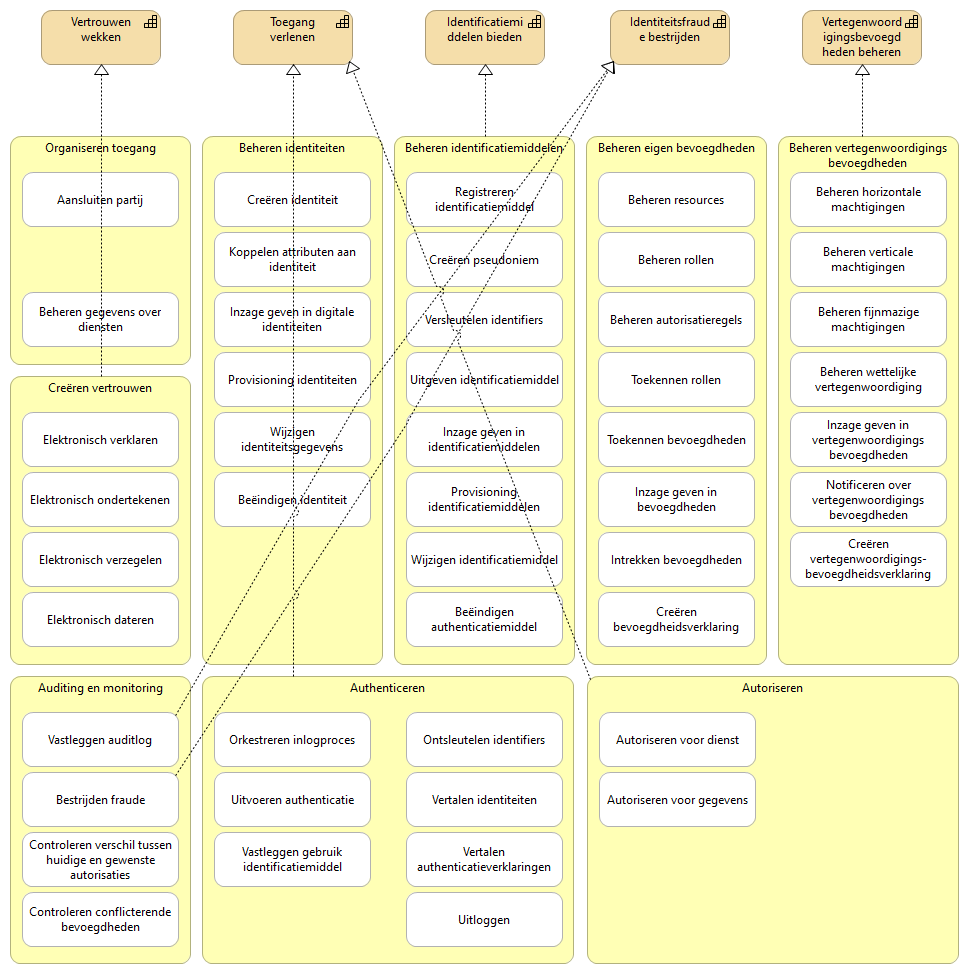 Vertrouwen
wekken
Toegang
verlenen
Identificatiemi
ddelen bieden
Identiteitsfraud
e bestrijden
Vertegenwoord
igingsbevoegd
heden beheren
Organiseren toegang
Aansluiten partij
Beheren gegevens over
diensten
Creëren vertrouwen
Elektronisch verklaren
Elektronisch ondertekenen
Elektronisch verzegelen
Elektronisch dateren
Beheren identiteiten
Creëren identiteit
Koppelen attributen aan
identiteit
Inzage geven in digitale
identiteiten
Provisioning identiteiten
Wijzigen
identiteitsgegevens
Beëindigen identiteit
Beheren identificatiemiddelen
Registreren
identificatiemiddel
Creëren pseudoniem
Versleutelen identifiers
Uitgeven identificatiemiddel
Inzage geven in
identificatiemiddelen
Provisioning
identificatiemiddelen
Wijzigen identificatiemiddel
Beëindigen
authenticatiemiddel
Beheren eigen bevoegdheden
Beheren resources
Beheren rollen
Beheren autorisatieregels
Toekennen rollen
Toekennen bevoegdheden
Inzage geven in
bevoegdheden
Intrekken bevoegdheden
Creëren
bevoegdheidsverklaring
Beheren vertegenwoordigings
bevoegdheden
Beheren horizontale
machtigingen
Beheren verticale
machtigingen
Beheren fijnmazige
machtigingen
Beheren wettelijke
vertegenwoordiging
Inzage geven in
vertegenwoordigings
bevoegdheden
Notificeren over
vertegenwoordigings
bevoegdheden
Creëren
vertegenwoordigings-
bevoegdheidsverklaring
Auditing en monitoring
Vastleggen auditlog
Bestrijden fraude
Controleren verschil tussen
huidige en gewenste
autorisaties
Controleren conflicterende
bevoegdheden
Authenticeren
Orkestreren inlogproces
Uitvoeren authenticatie
Vastleggen gebruik
identificatiemiddel
Ontsleutelen identifiers
Vertalen identiteiten
Vertalen
authenticatieverklaringen
Uitloggen
Autoriseren
Autoriseren voor dienst
Autoriseren voor gegevens